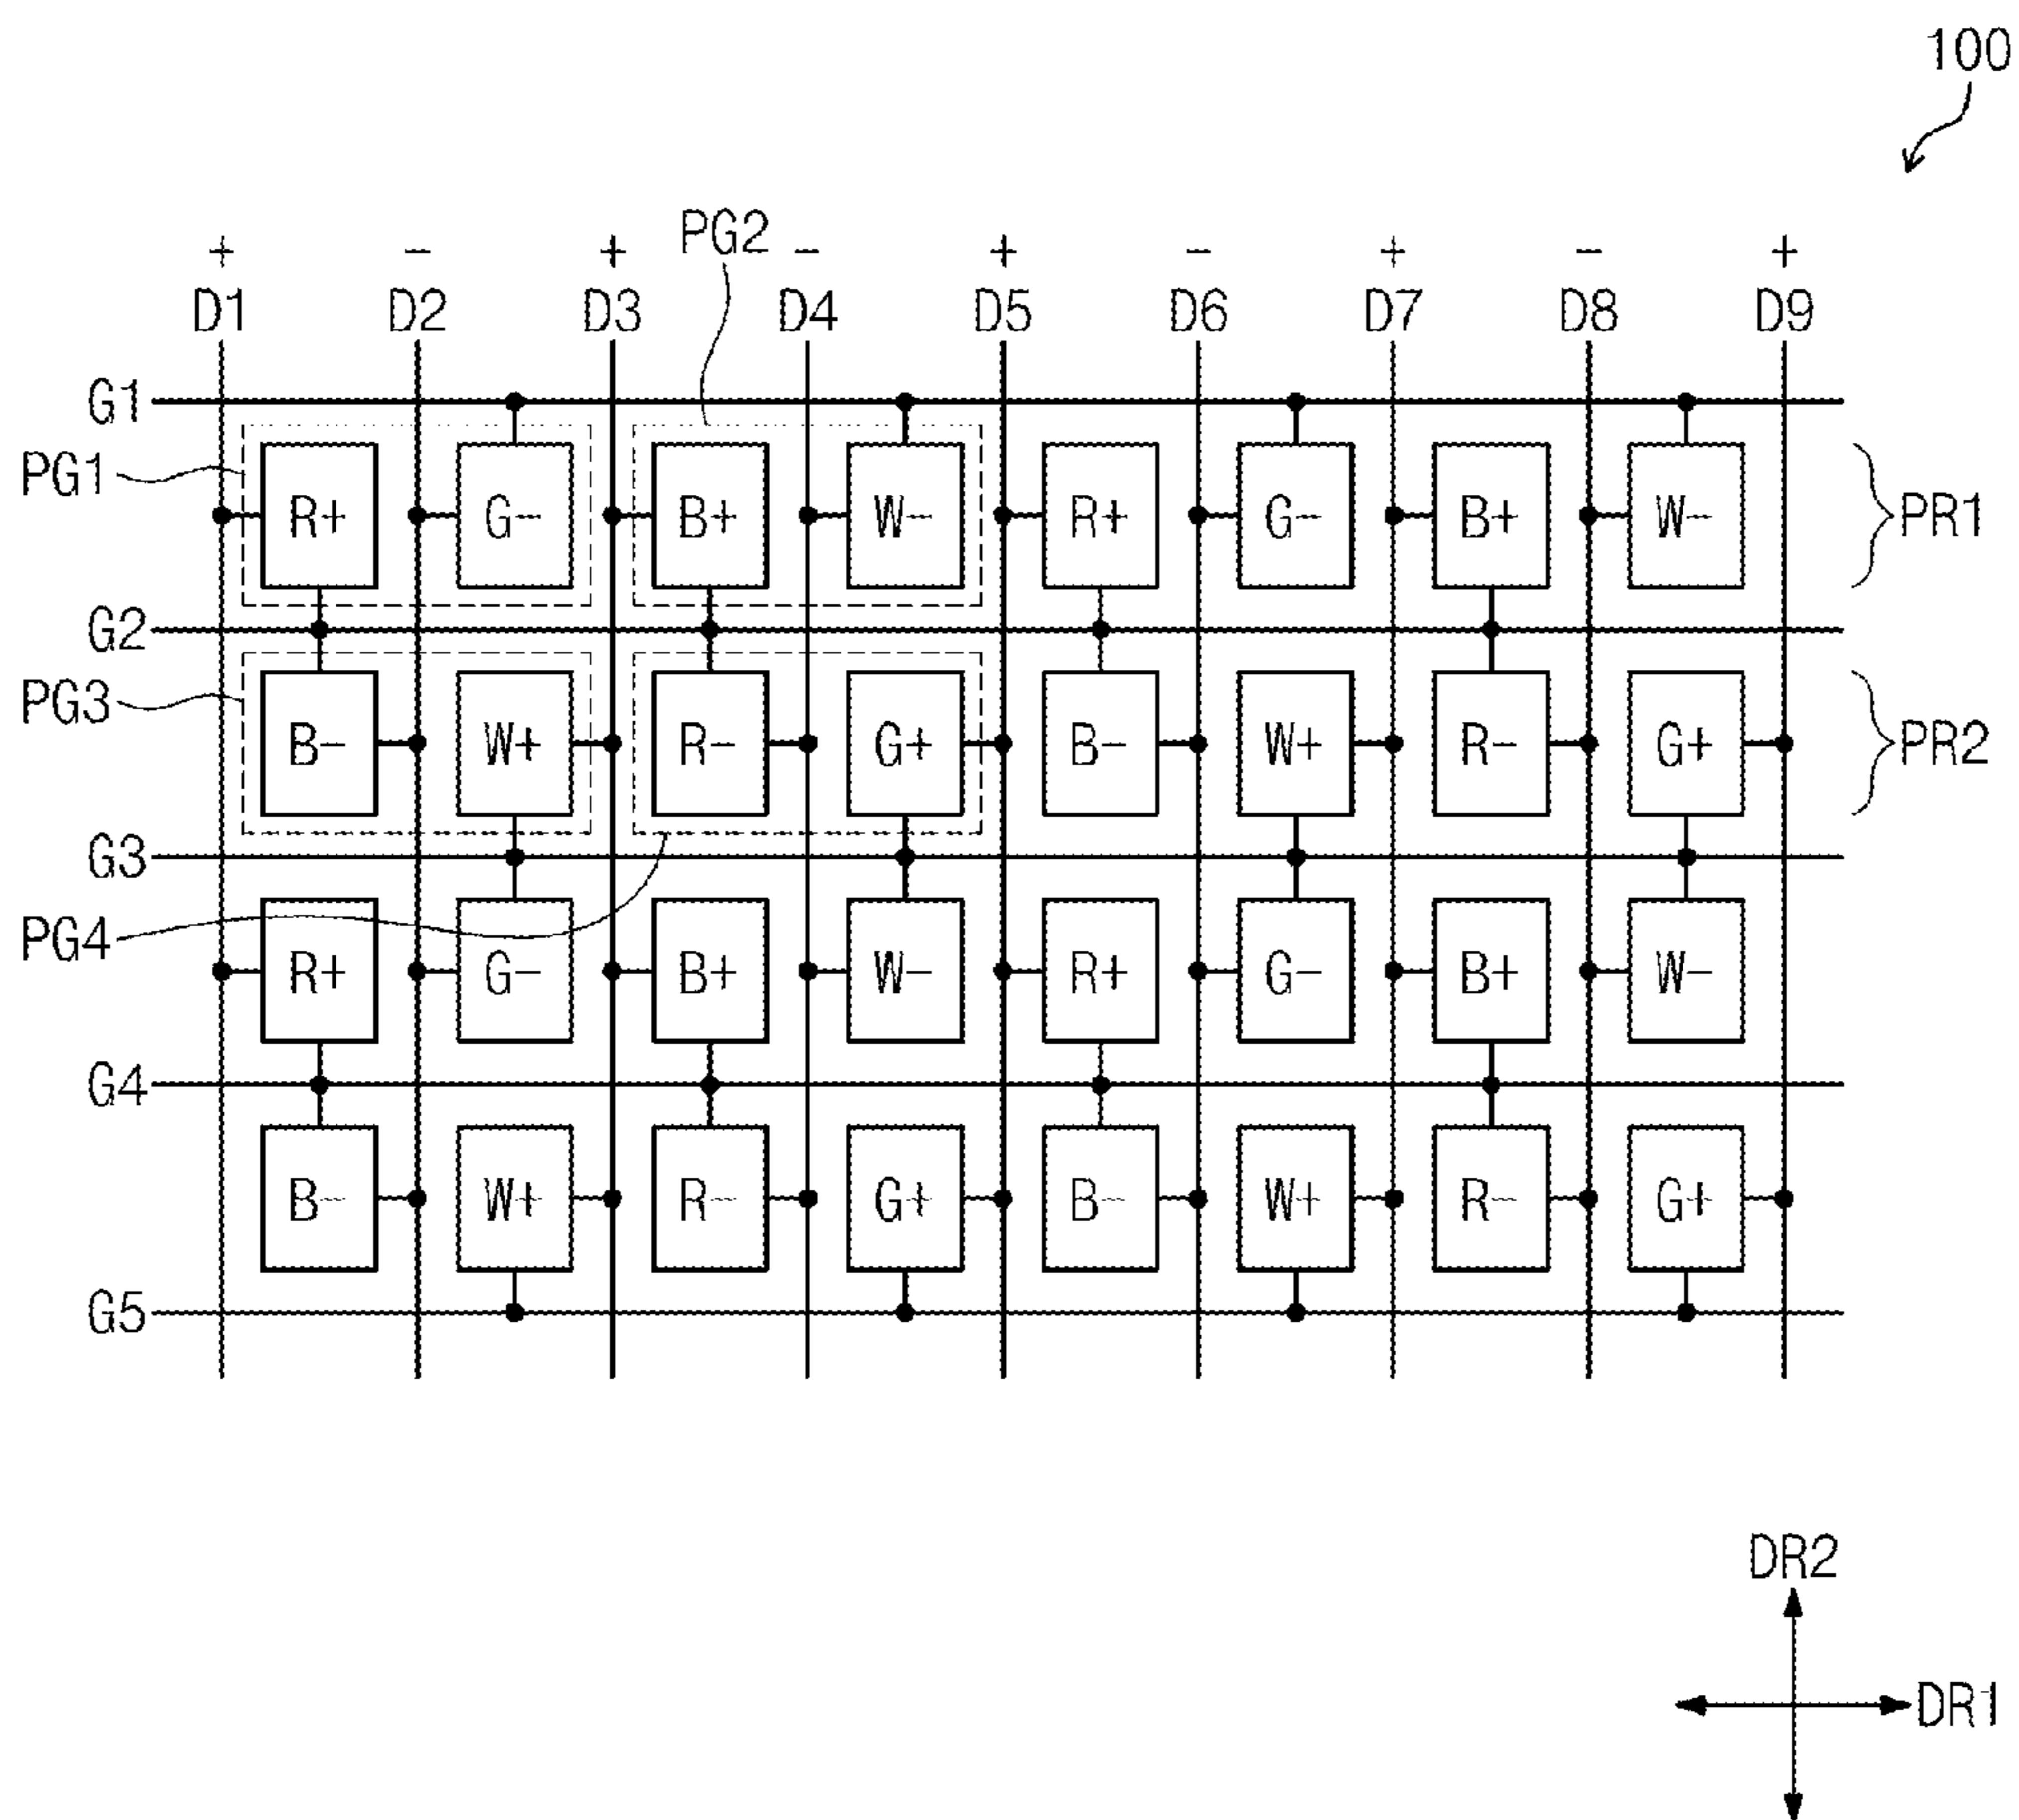 100
+ - + PG2 - + - + - +
D1 D2 D3 D4 D5 D6 D7 D8 D9
G1
PG1 R+ G- B+ W- R+ G- B+ W- PR1
G2
PG3 B- W+ R- G+ B- W+ R- G+ PR2
G3
PG4 R+ G- B+ W- R+ G- B+ W-
G4
B- W+ R- G+ B- W+ R- G+
G5
DR2
DR1